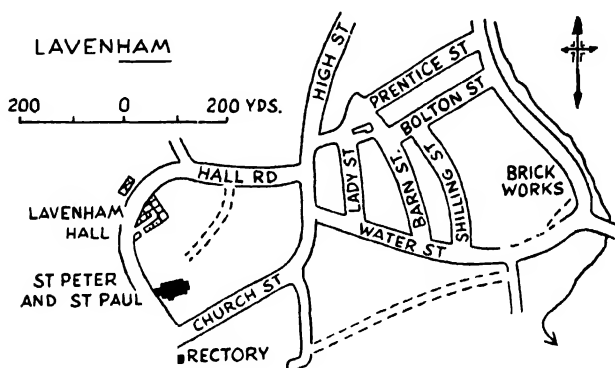 LAVENHAM
200 0 200 YDS.
HIGH ST
PRENTICE ST
BOLTON ST
HALL RD
LADY ST
BARN ST.
SHILLING ST
BRICK
WORKS
LAVENHAM
HALL
WATER ST
ST PETER
AND ST PAUL
CHURCH ST
RECTORY